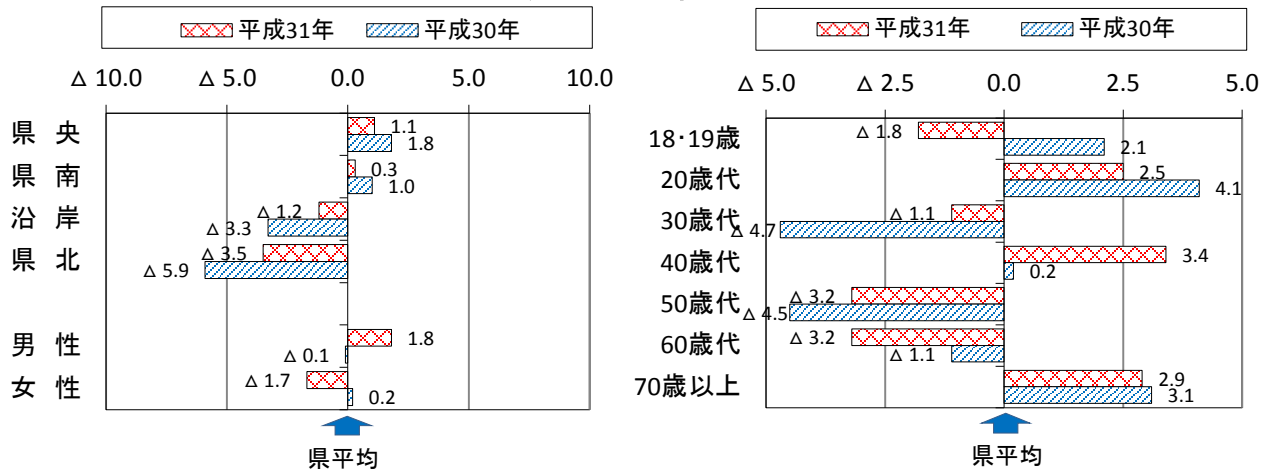 平成31年 平成30年
△ 10.0 △ 5.0 0.0 5.0 10.0
県 央 1.1
1.8
県 南 0.3
1.0
沿 岸 △ 1.2
△ 3.3
県 北 △ 3.5
△ 5.9
男 性 1.8
△ 0.1
女 性 △ 1.7
0.2
県平均
平成31年 平成30年
△ 5.0 △ 2.5 0.0 2.5 5.0
18・19歳 △ 1.8
2.1
20歳代 2.5
4.1
30歳代 △ 1.1
△ 4.7
40歳代 3.4
0.2
50歳代 △ 3.2
△ 4.5
60歳代 △ 3.2
△ 1.1
70歳以上 2.9
3.1
県平均